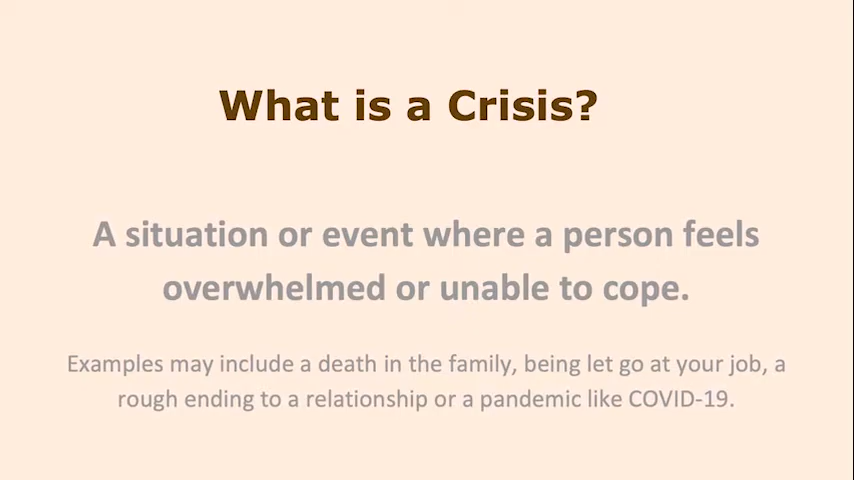 What is a Crisis?
A situation or event where a person feels
overwhelmed or unable to cope.
Examples may include a death in the family, being let go at your job, a
rough ending to a relationship or a pandemic like COVID-19.